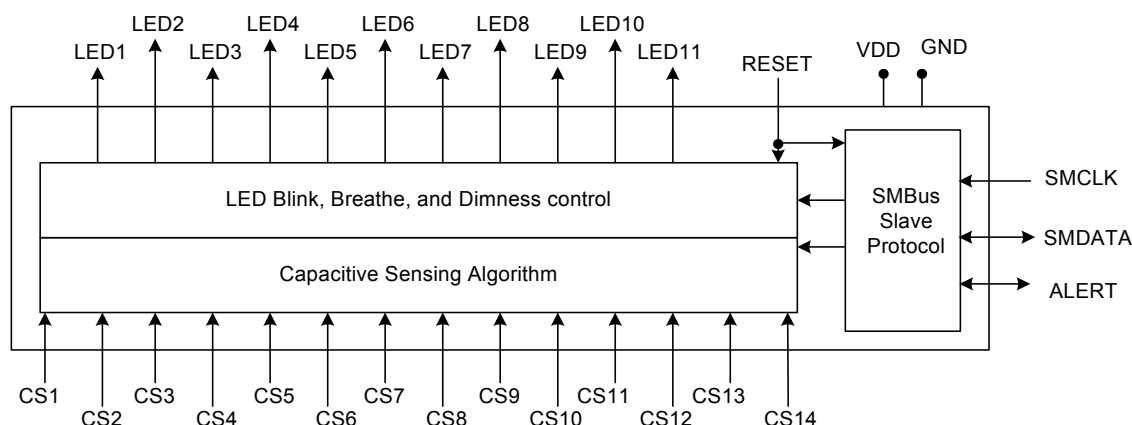 LED2
LED4
LED6
LED8
LED10
LED1
LED3
LED5
LED7
LED9
LED11
RESET
VDD
GND
LED Blink, Breathe, and Dimness control
Capacitive Sensing Algorithm
SMBus
Slave
Protocol
SMCLK
SMDATA
ALERT
CS1
CS3
CS5
CS7
CS9
CS11
CS13
CS2
CS4
CS6
CS8
CS10
CS12
CS14